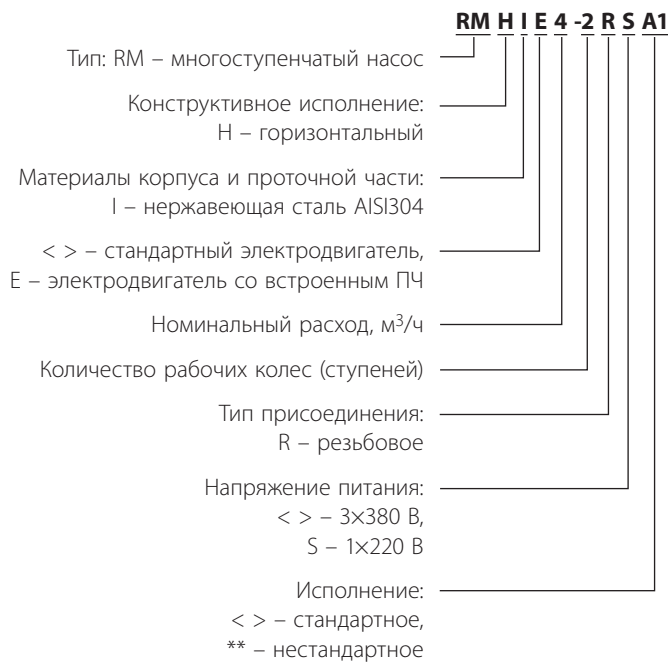 RM H I E 4 -2 R S A1
Тип: RM – многоступенчатый насос
Конструктивное исполнение:
H – горизонтальный
Материалы корпуса и проточной части:
I – нержавеющая сталь AISI304
< > – стандартный электродвигатель,
E – электродвигатель со встроенным ПЧ
Номинальный расход, м³/ч
Количество рабочих колес (ступеней)
Тип присоединения:
R – резьбовое
Напряжение питания:
< > – 3×380 В,
S – 1×220 В
Исполнение:
< > – стандартное,
** – нестандартное